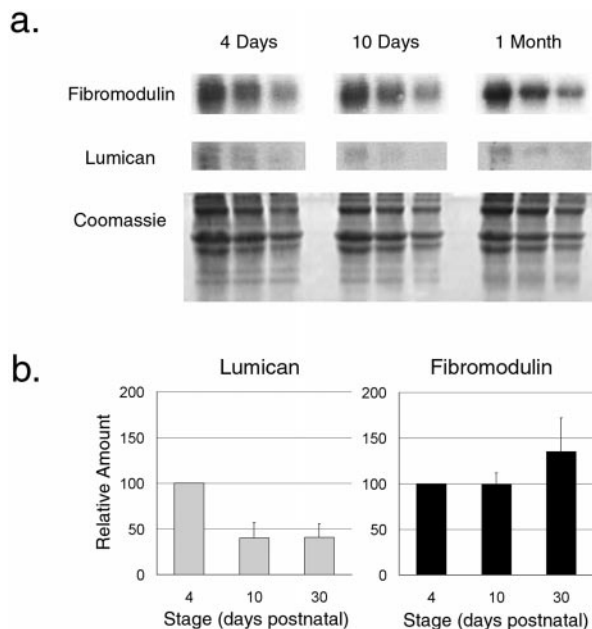 a.
4 Days 10 Days 1 Month
Fibromodulin
Lumican
Coomassie
b.
Lumican Fibromodulin
Relative Amount
200 200
150 150
100 100
50 50
0 0
4 10 30 4 10 30
Stage (days postnatal) Stage (days postnatal)